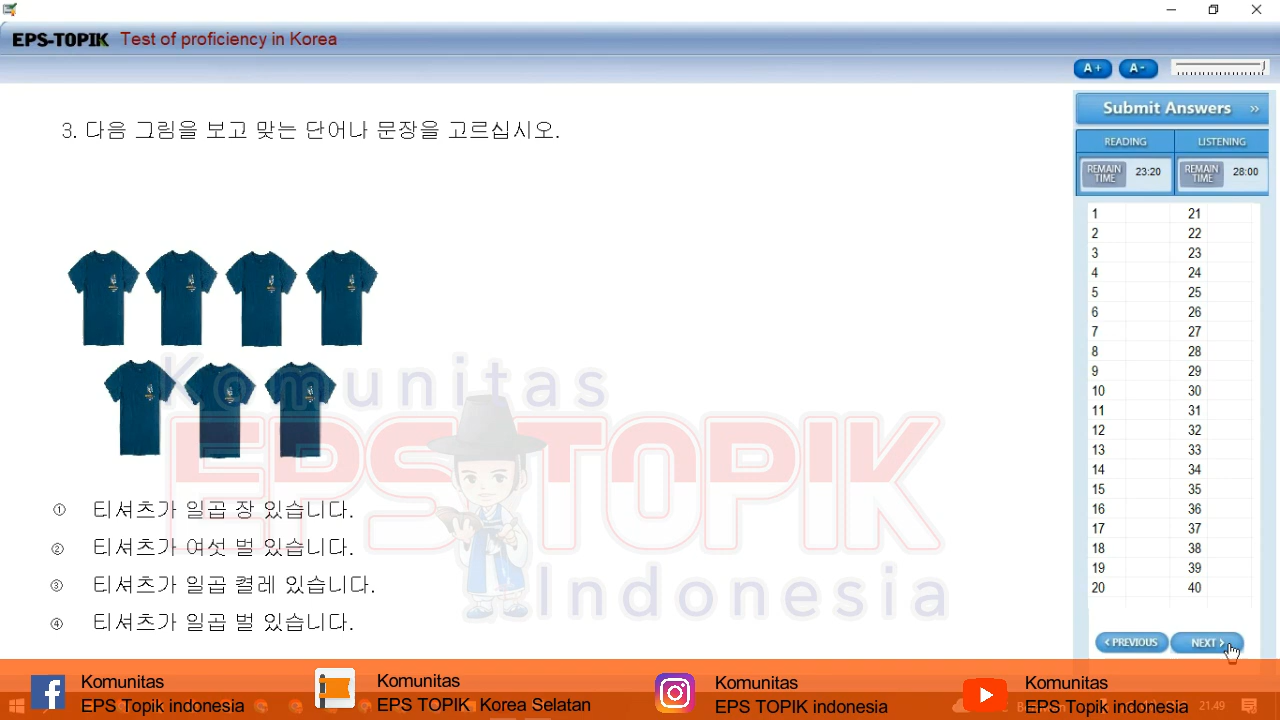 EPS-TOPIK Test of proficiency in Korea
A+ A-
Submit Answers »
READING LISTENING
REMAIN TIME 23:20 REMAIN TIME 28:00
3. 다음 그림을 보고 맞는 단어나 문장을 고르십시오.
Komunitas
EPS TOPIK
Indonesia
① 티셔츠가 일곱 장 있습니다.
② 티셔츠가 여섯 벌 있습니다.
③ 티셔츠가 일곱 켤레 있습니다.
④ 티셔츠가 일곱 벌 있습니다.
1 21
2 22
3 23
4 24
5 25
6 26
7 27
8 28
9 29
10 30
11 31
12 32
13 33
14 34
15 35
16 36
17 37
18 38
19 39
20 40
< PREVIOUS NEXT >
Komunitas
EPS Topik indonesia
Komunitas
EPS TOPIK Korea Selatan
Komunitas
EPS TOPIK indonesia
Komunitas
EPS Topik indonesia
21.49